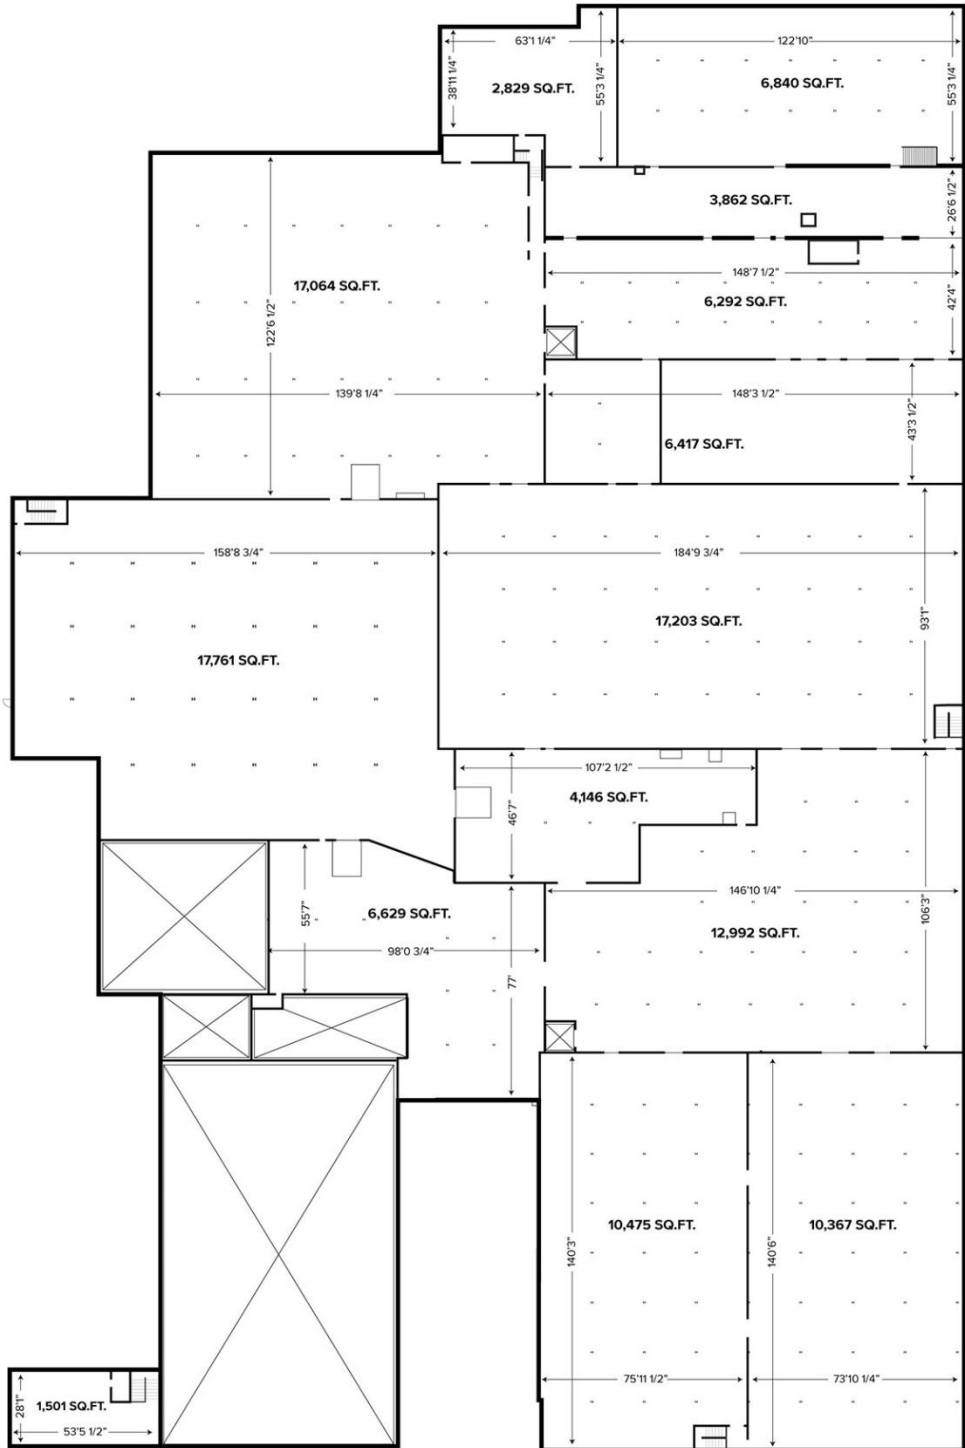 63'1 1/4"
122'10"
38'11 1/4"
2,829 SQ.FT.
55'3 1/4"
6,840 SQ.FT.
55'3 1/4"
3,862 SQ.FT.
26'6 1/2"
17,064 SQ.FT.
122'6 1/2"
139'8 1/4"
148'7 1/2"
6,292 SQ.FT.
42'4"
148'3 1/2"
43'3 1/2"
6,417 SQ.FT.
158'8 3/4"
184'9 3/4"
17,761 SQ.FT.
17,203 SQ.FT.
93'1"
107'2 1/2"
46'7"
4,146 SQ.FT.
146'10 1/4"
106'3"
12,992 SQ.FT.
55'7"
6,629 SQ.FT.
98'0 3/4"
77'
10,475 SQ.FT.
10,367 SQ.FT.
140'3"
140'6"
75'11 1/2"
73'10 1/4"
28'1"
1,501 SQ.FT.
53'5 1/2"